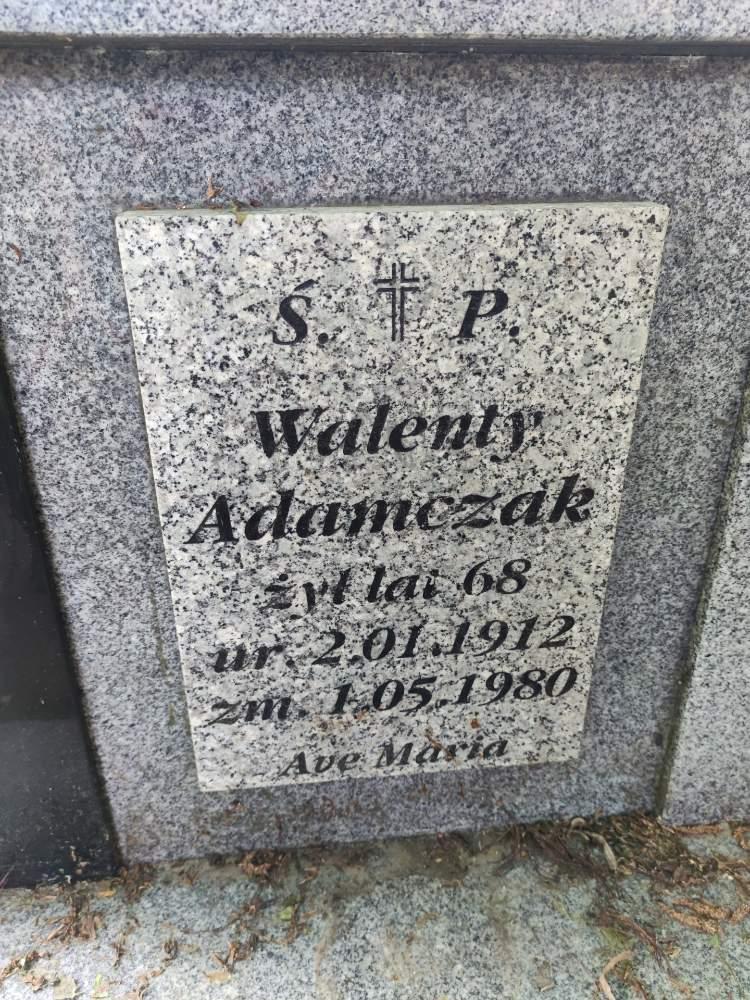 Ś. P.
Walenty
Adamczak
żył lat 68
ur. 2.01.1912
zm. 1.05.1980
Ave Maria